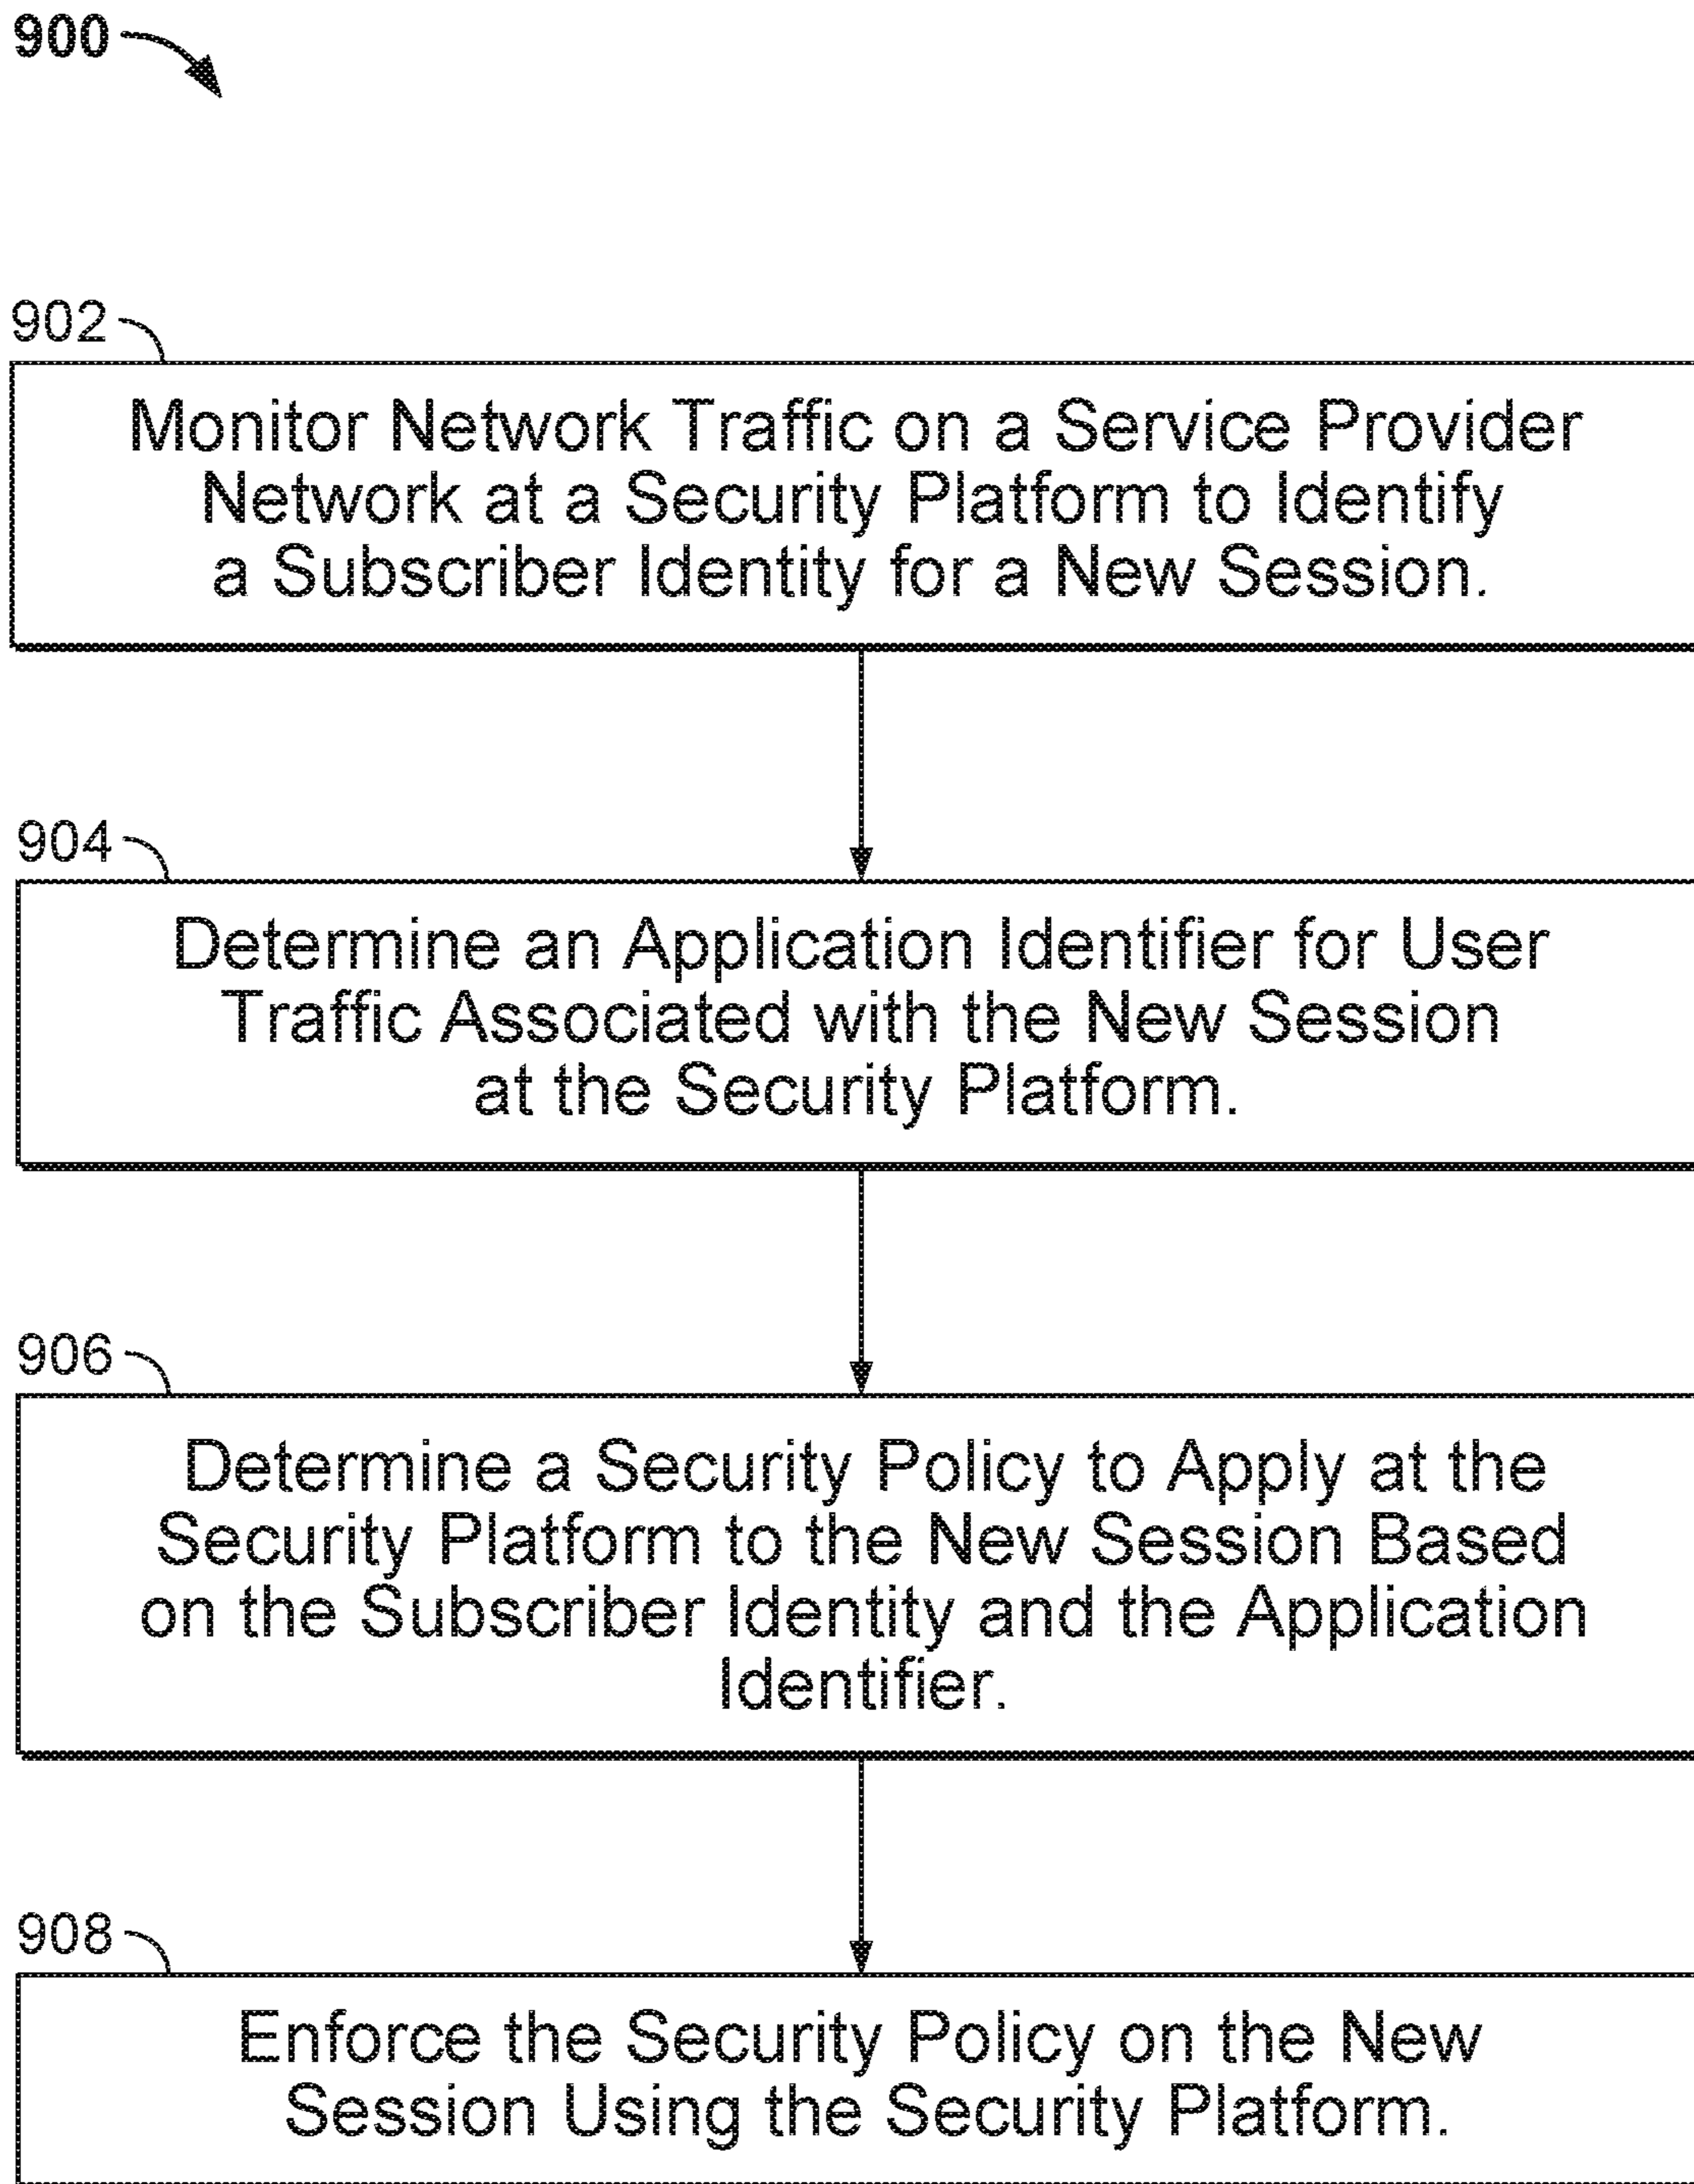 900
902
Monitor Network Traffic on a Service Provider
Network at a Security Platform to Identify
a Subscriber Identity for a New Session.
904
Determine an Application Identifier for User
Traffic Associated with the New Session
at the Security Platform.
906
Determine a Security Policy to Apply at the
Security Platform to the New Session Based
on the Subscriber Identity and the Application
Identifier.
908
Enforce the Security Policy on the New
Session Using the Security Platform.